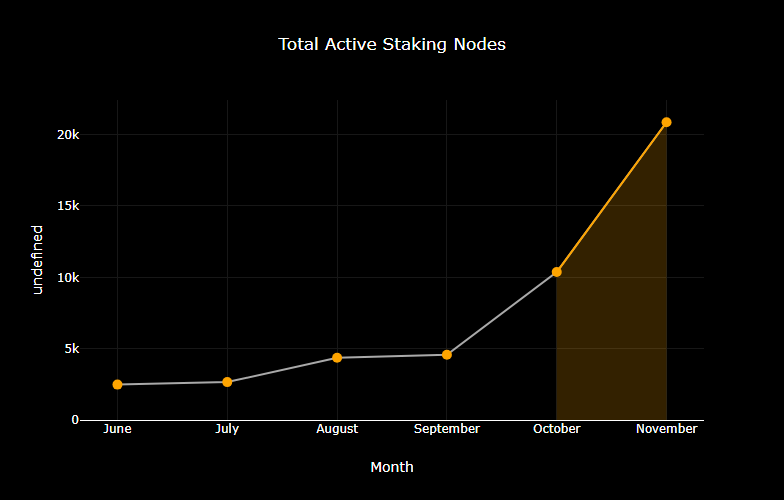 Total Active Staking Nodes
undefined
20k
15k
10k
5k
0
June July August September October November
Month